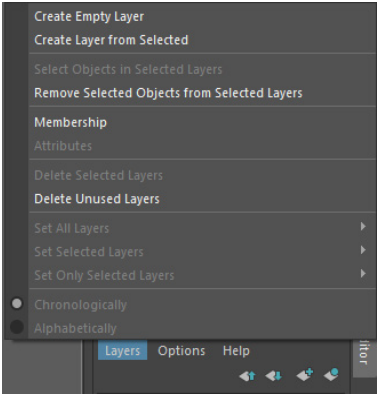 Create Empty Layer
Create Layer from Selected
Select Objects in Selected Layers
Remove Selected Objects from Selected Layers
Membership
Attributes
Delete Selected Layers
Delete Unused Layers
Set All Layers
Set Selected Layers
Set Only Selected Layers
Chronologically
Alphabetically
Layers Options Help